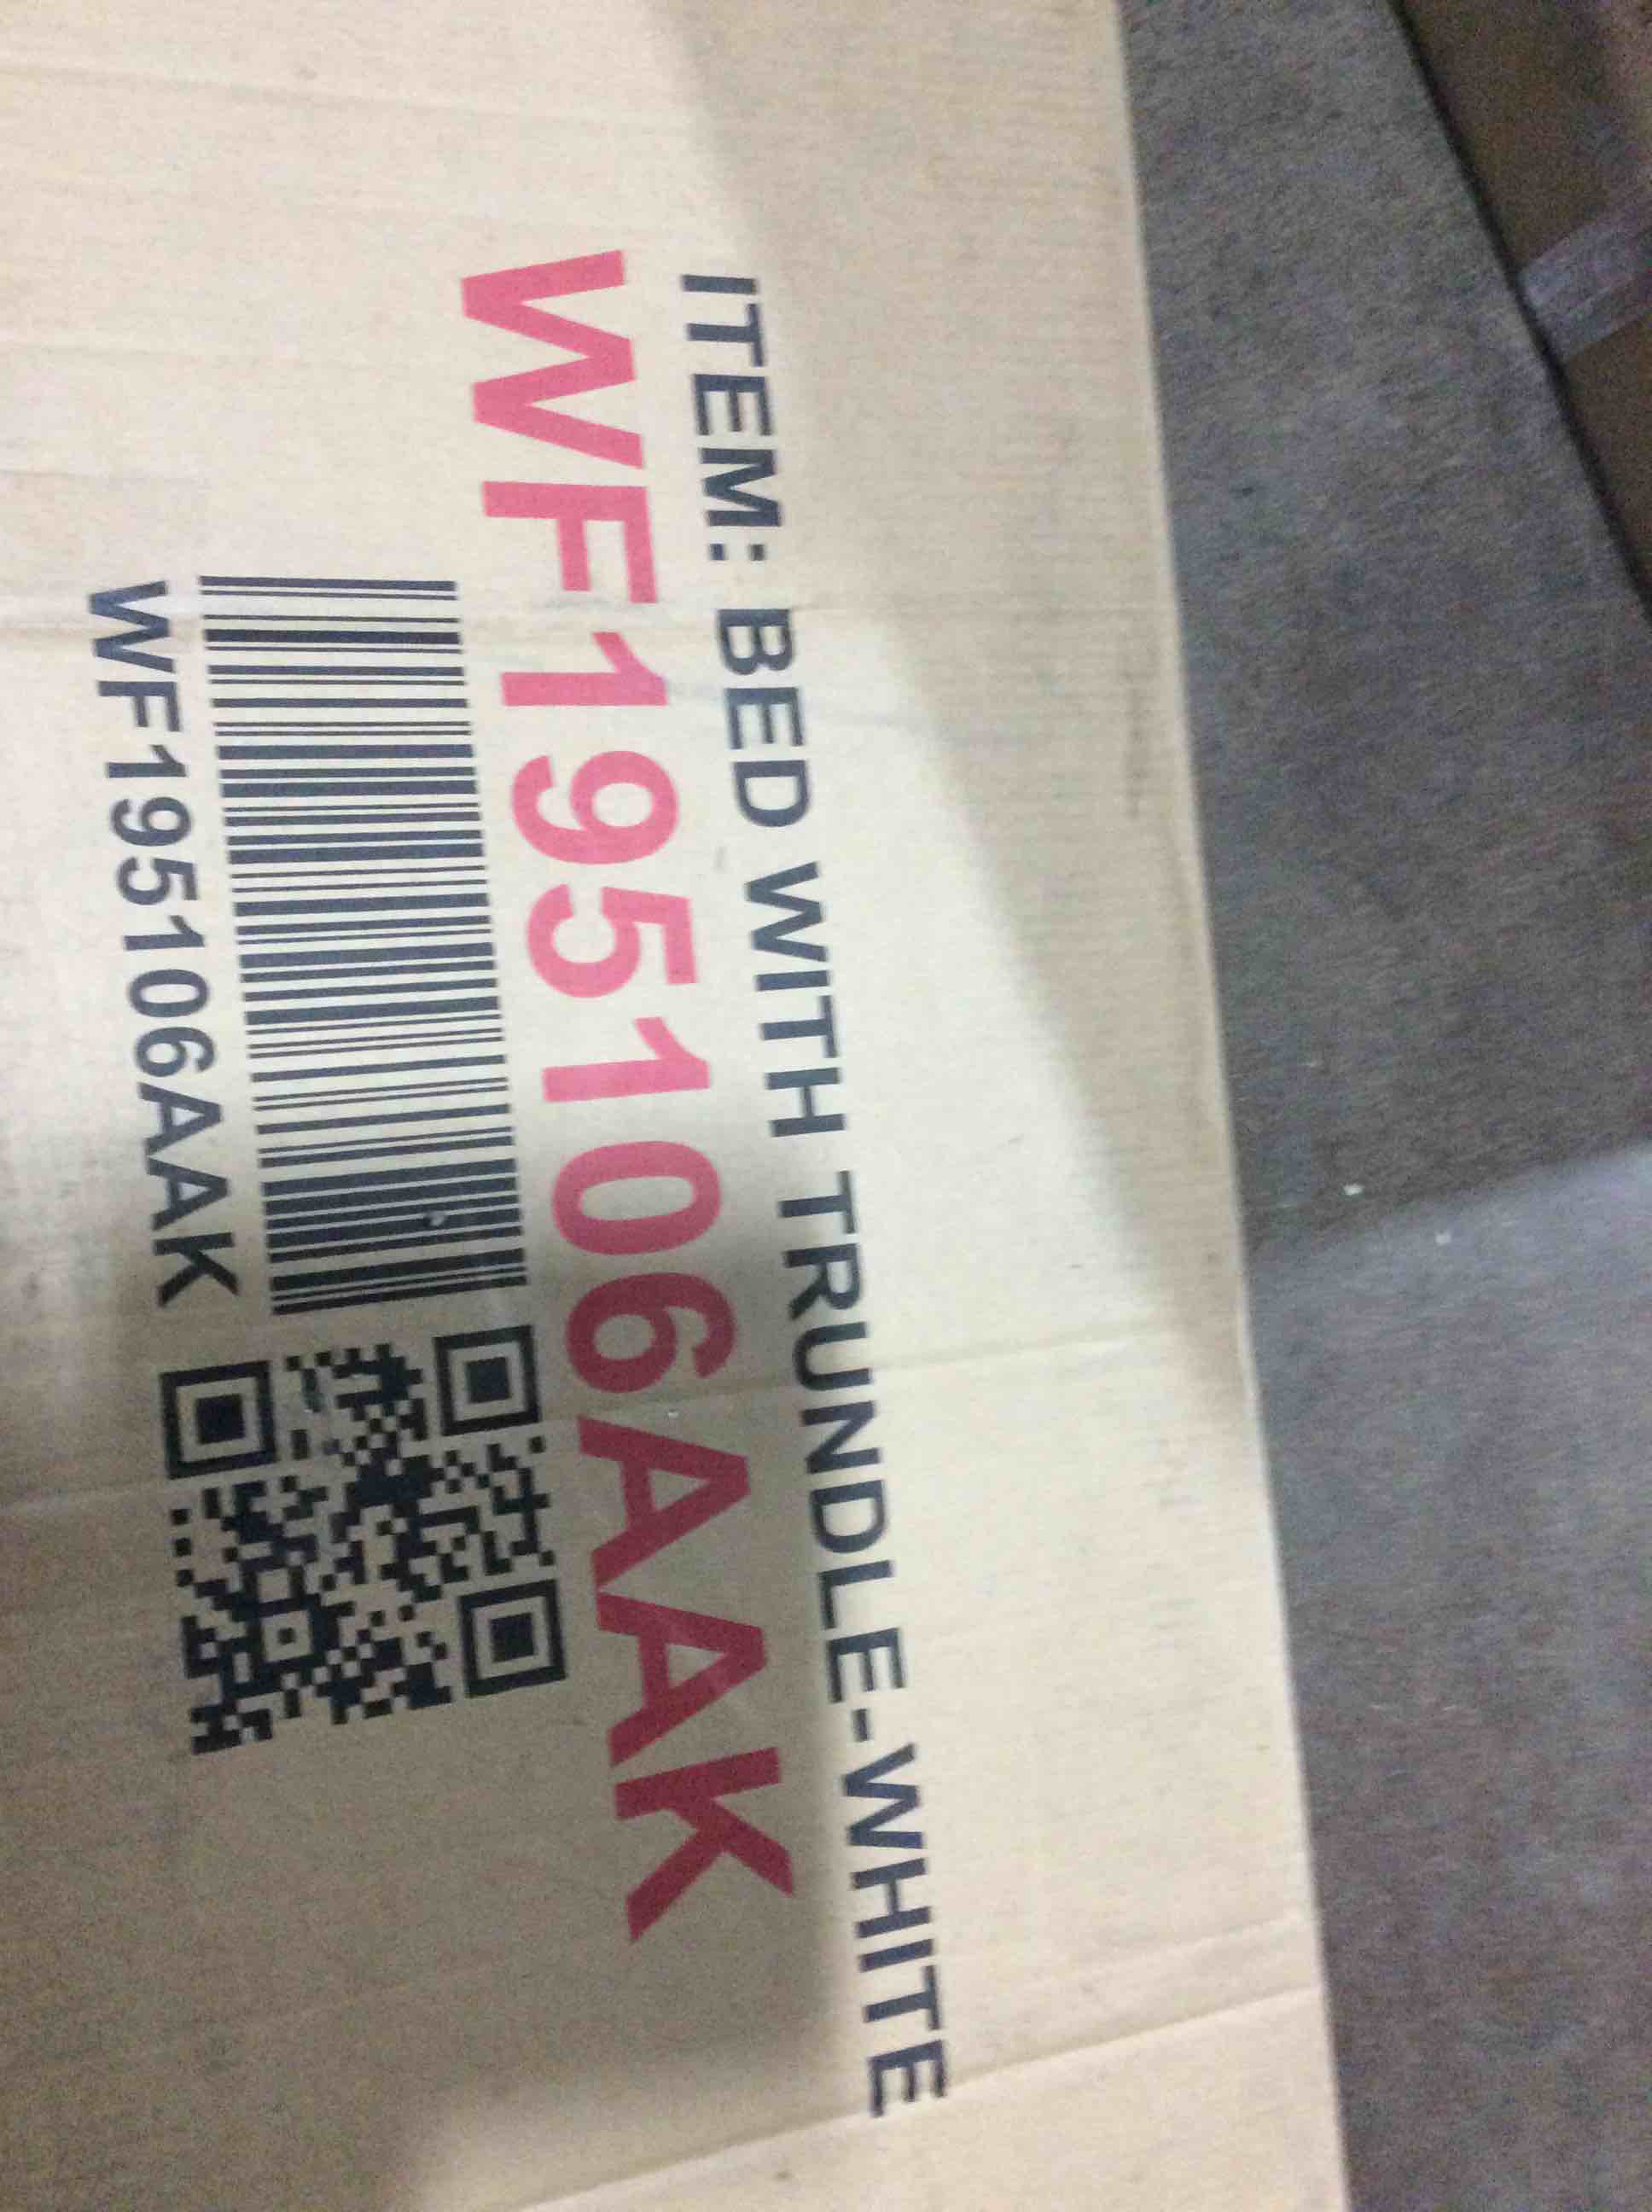 ITEM: BED WITH TRUNDLE-WHITE
WF195106AAK
WF195106AAK